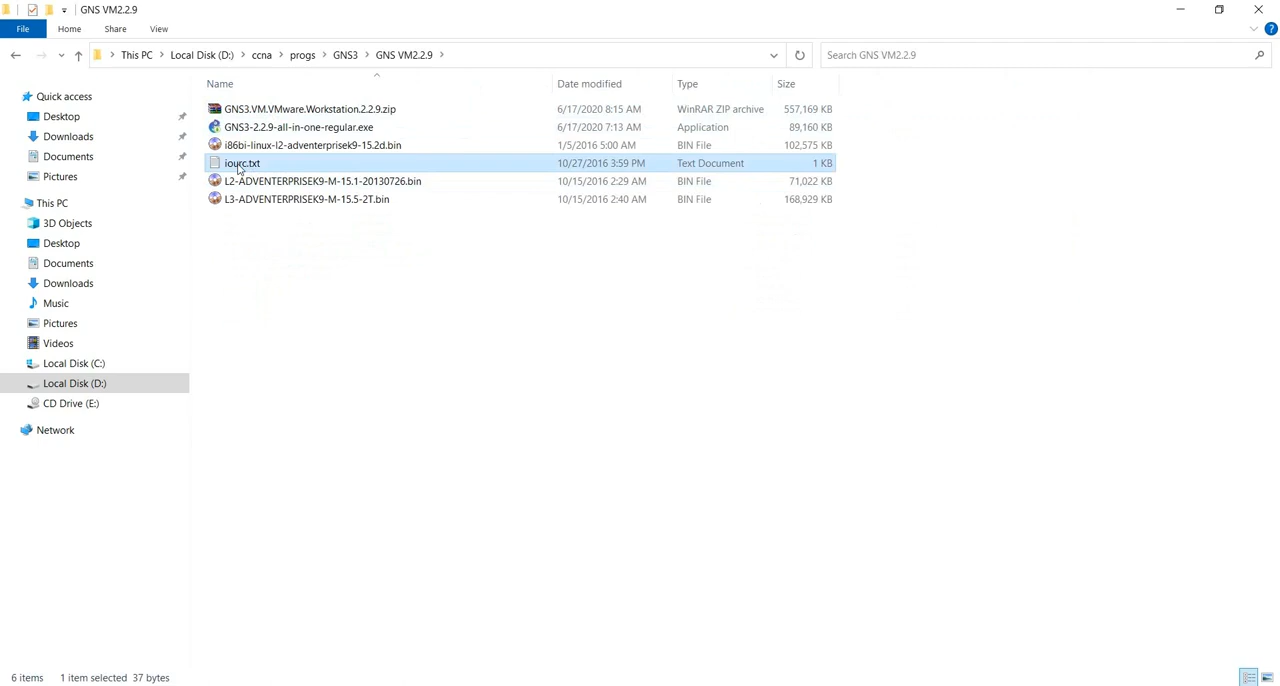 GNS VM2.2.9
File Home Share View
This PC Local Disk (D:) ccna progs GNS3 GNS VM2.2.9
Search GNS VM2.2.9
Name Date modified Type Size
GNS3.VM.VMware.Workstation.2.2.9.zip 6/17/2020 8:15 AM WinRAR ZIP archive 557,169 KB
GNS3-2.2.9-all-in-one-regular.exe 6/17/2020 7:13 AM Application 89,160 KB
i86bi-linux-l2-adventerprisek9-15.2d.bin 1/5/2016 5:00 AM BIN File 102,575 KB
iourc.txt 10/27/2016 3:59 PM Text Document 1 KB
L2-ADVENTERPRISEK9-M-15.1-20130726.bin 10/15/2016 2:29 AM BIN File 71,022 KB
L3-ADVENTERPRISEK9-M-15.5-2T.bin 10/15/2016 2:40 AM BIN File 168,929 KB
Quick access
Desktop
Downloads
Documents
Pictures
This PC
3D Objects
Desktop
Documents
Downloads
Music
Pictures
Videos
Local Disk (C:)
Local Disk (D:)
CD Drive (E:)
Network
6 items 1 item selected 37 bytes